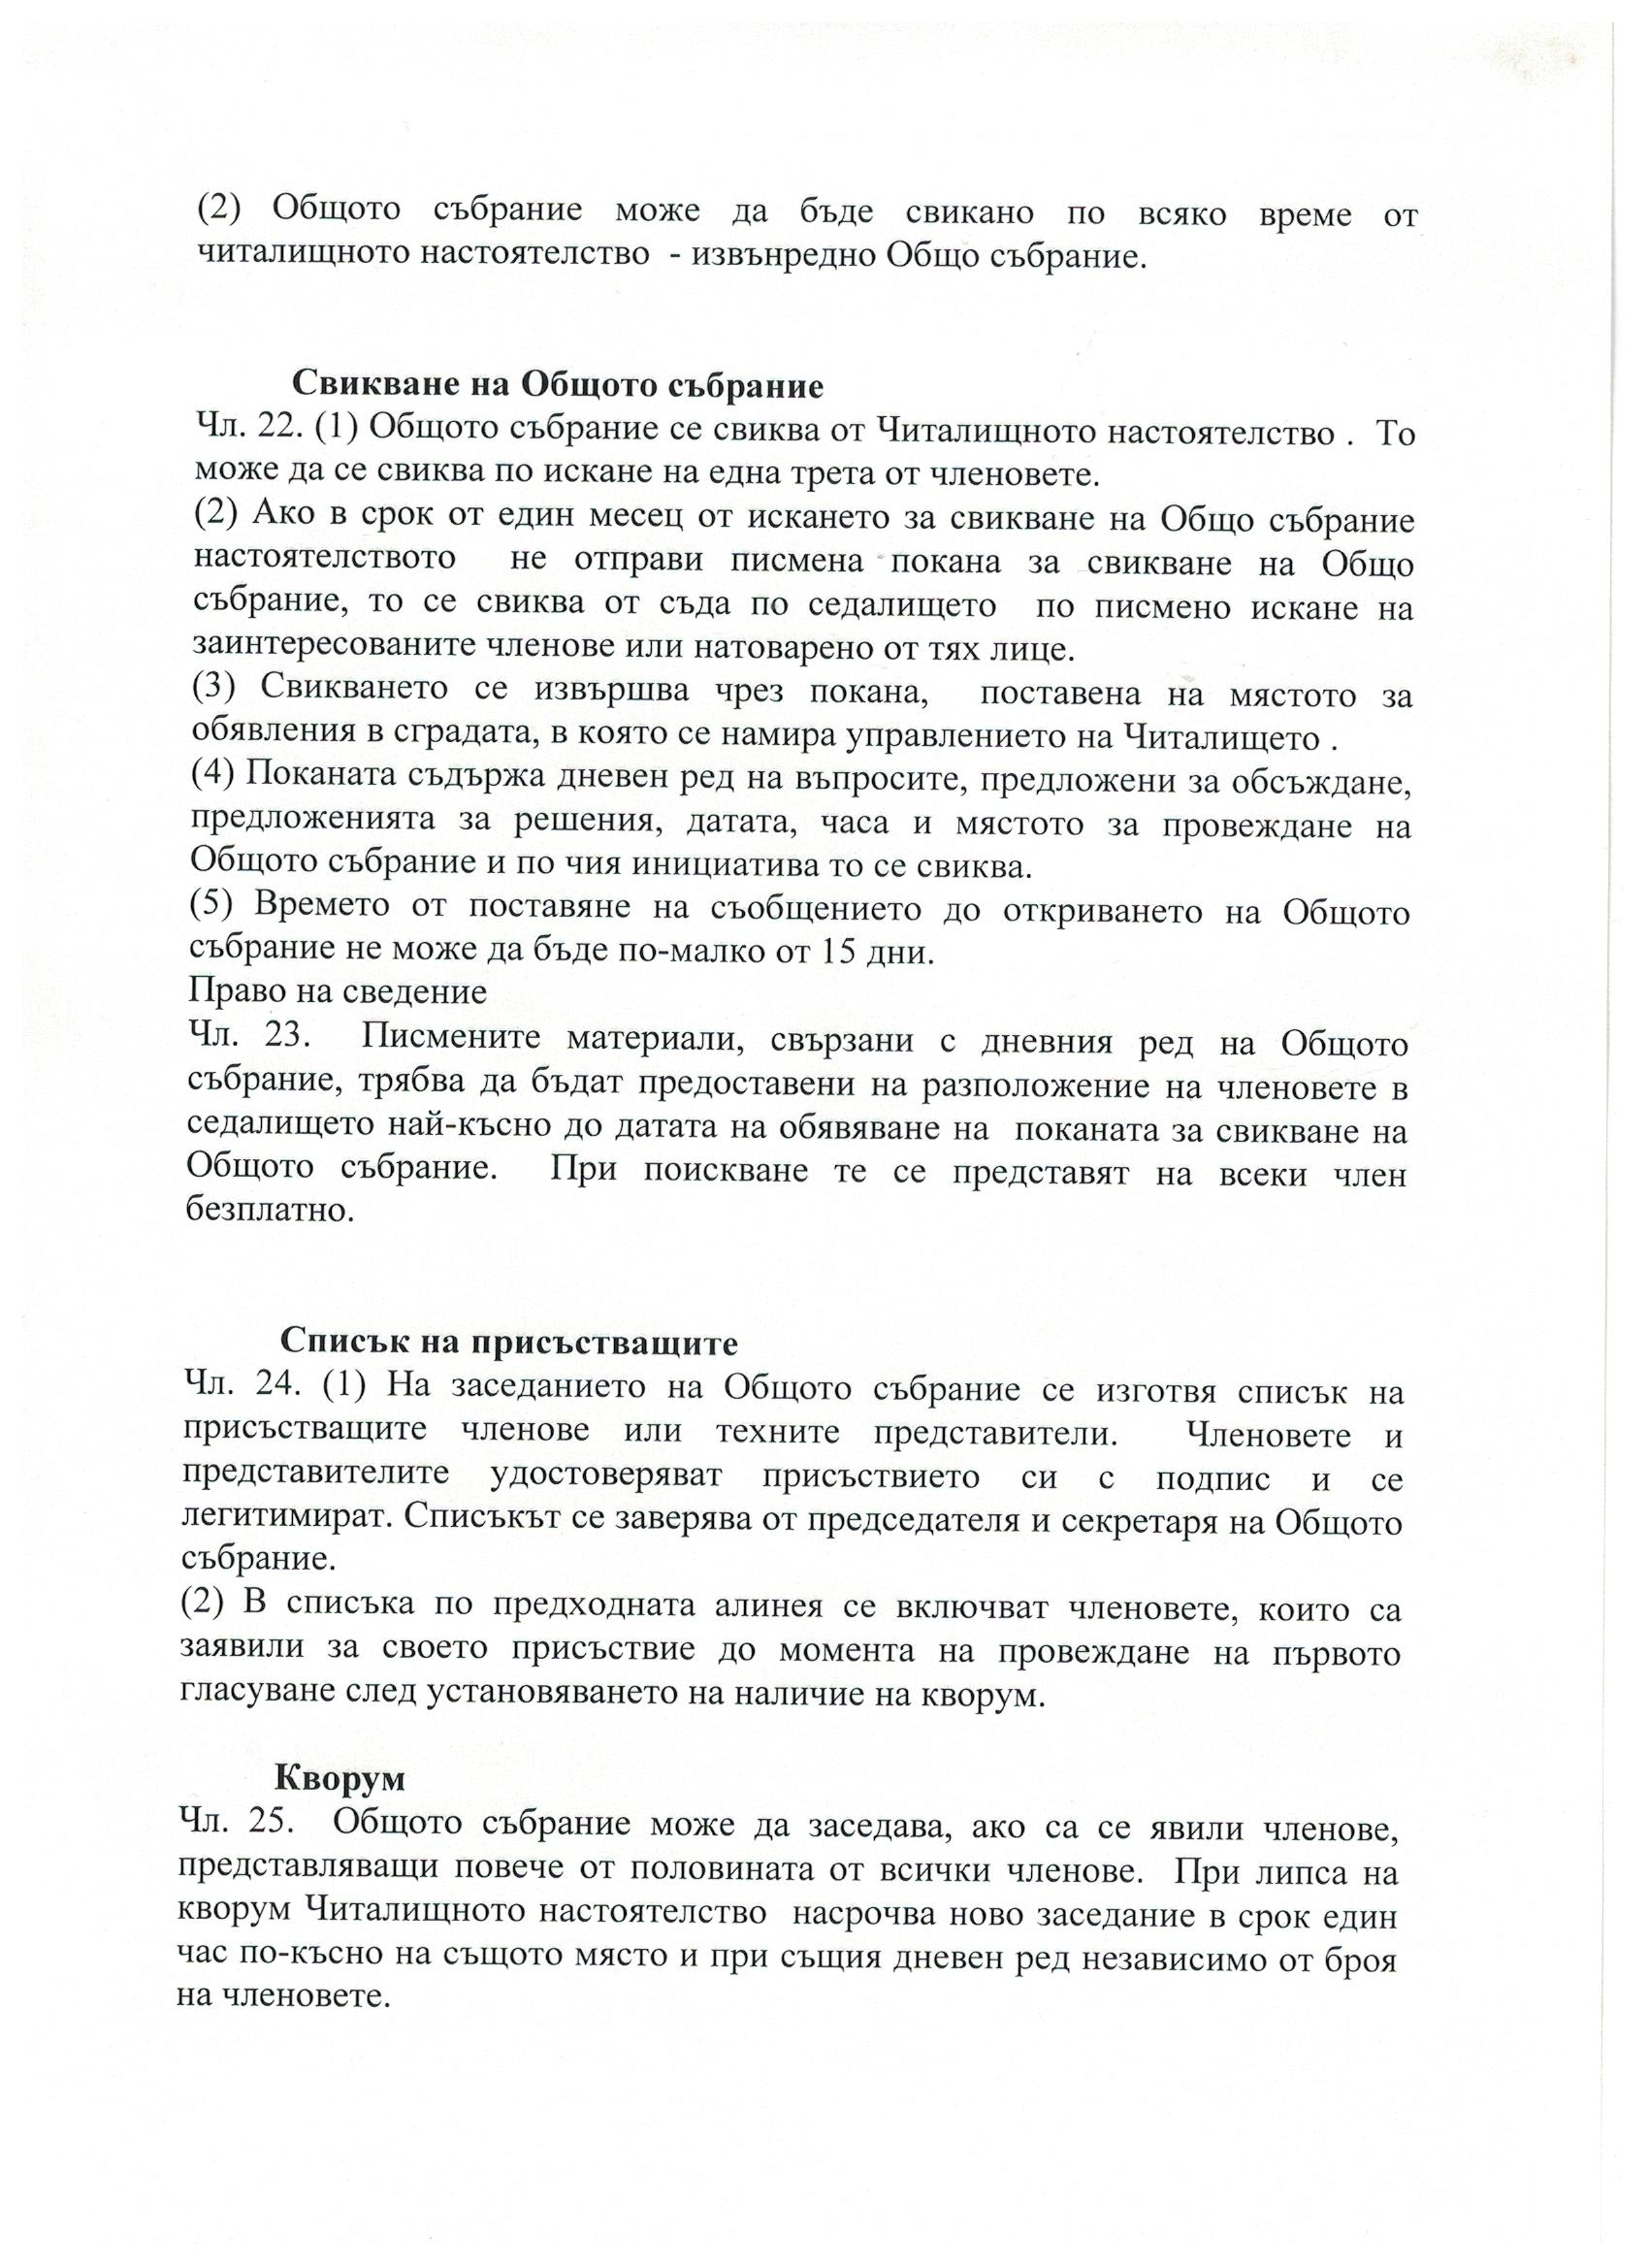 (2) Общото събрание може да бъде свикано по всяко време от
читалищното настоятелство - извънредно Общо събрание.
Свикване на Общото събрание
Чл. 22. (1) Общото събрание се свиква от Читалищното настоятелство . То
може да се свиква по искане на една трета от членовете.
(2) Ако в срок от един месец от искането за свикване на Общо събрание
настоятелството не отправи писмена покана за свикване на Общо
събрание, то се свиква от съда по седалището по писмено искане на
заинтересованите членове или натоварено от тях лице.
(3) Свикването се извършва чрез покана, поставена на мястото за
обявления в сградата, в която се намира управлението на Читалището .
(4) Поканата съдържа дневен ред на въпросите, предложени за обсъждане,
предложенията за решения, датата, часа и мястото за провеждане на
Общото събрание и по чия инициатива то се свиква.
(5) Времето от поставяне на съобщението до откриването на Общото
събрание не може да бъде по-малко от 15 дни.
Право на сведение
Чл. 23. Писмените материали, свързани с дневния ред на Общото
събрание, трябва да бъдат предоставени на разположение на членовете в
седалището най-късно до датата на обявяване на поканата за свикване на
Общото събрание. При поискване те се представят на всеки член
безплатно.
Списък на присъстващите
Чл. 24. (1) На заседанието на Общото събрание се изготвя списък на
присъстващите членове или техните представители. Членовете и
представителите удостоверяват присъствието си с подпис и се
легитимират. Списъкът се заверява от председателя и секретаря на Общото
събрание.
(2) В списъка по предходната алинея се включват членовете, които са
заявили за своето присъствие до момента на провеждане на първото
гласуване след установяването на наличие на кворум.
Кворум
Чл. 25. Общото събрание може да заседава, ако са се явили членове,
представляващи повече от половината от всички членове. При липса на
кворум Читалищното настоятелство насрочва ново заседание в срок един
час по-късно на същото място и при същия дневен ред независимо от броя
на членовете.